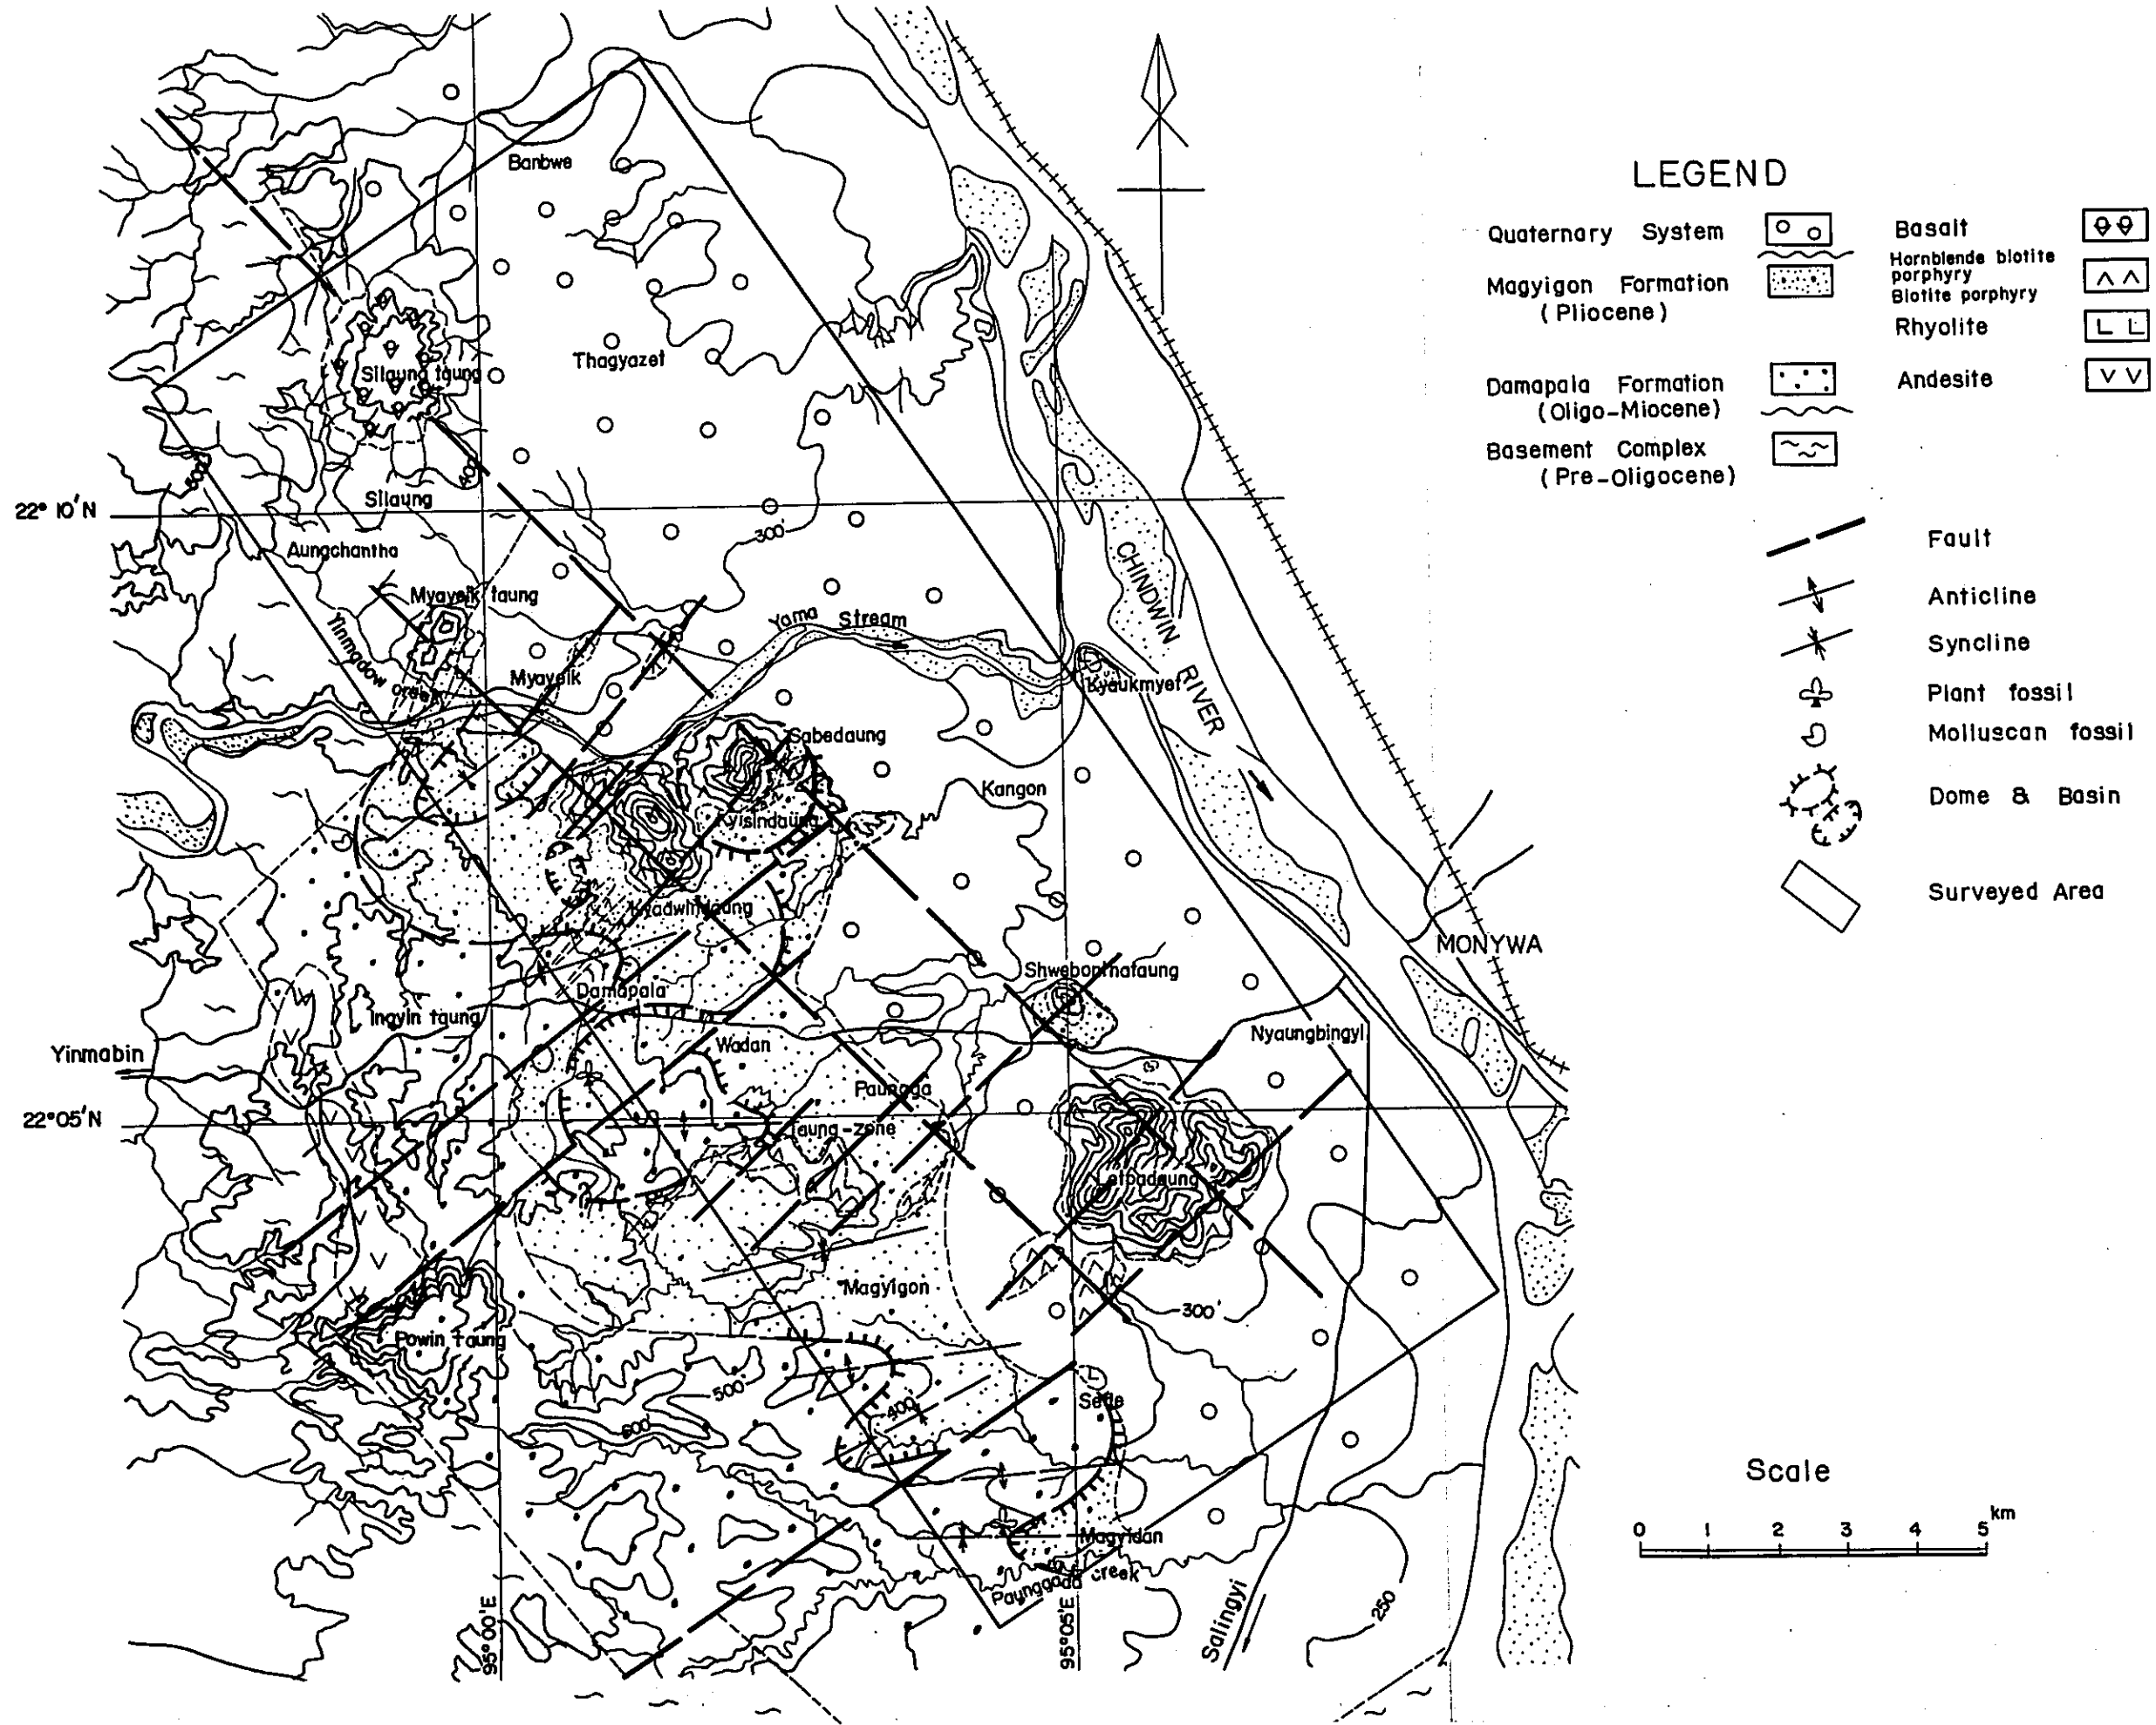 LEGEND
Quaternary System
Magyigon Formation
(Pliocene)
Damapala Formation
(Oligo-Miocene)
Basement Complex
(Pre-Oligocene)
Basalt
Hornblende biotite
porphyry
Biotite porphyry
Rhyolite
Andesite
Fault
Anticline
Syncline
Plant fossil
Molluscan fossil
Dome & Basin
Surveyed Area
Scale
0 1 2 3 4 5 km
Banbwe
Thagyazet
Silaung taung
400
Silaung
22° 10′N
300'
Aungchantha
CHINDWIN
RIVER
Myayeik taung
Yama Stream
Yinmadow creek
Myayeik
Kyaukmyet
Sabedaung
Kangon
Kyisindaung
Kyadwindaung
MONYWA
Shwebonthataung
Damapala
Ingyin taung
Nyaungbingyi
Wadan
Yinmabin
Paungga
22°05′N
Taung-zone
Letpadaung
Magyigon
300'
Powin taung
500'
400'
600'
Sede
Magyidan
Paunggada creek
95°00′E
95°05′E
Salingyi
250